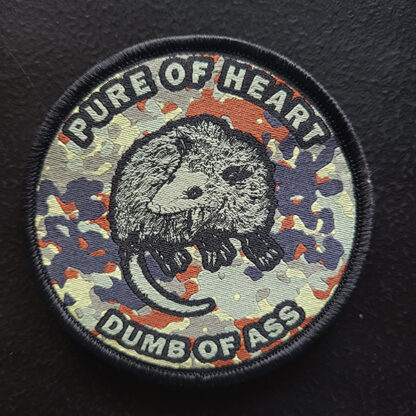 PURE OF HEART
DUMB OF ASS